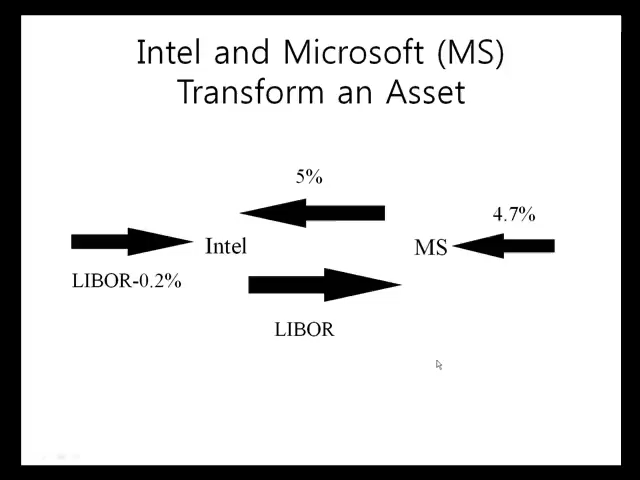 Intel and Microsoft (MS)
Transform an Asset
5%
4.7%
Intel
MS
LIBOR-0.2%
LIBOR